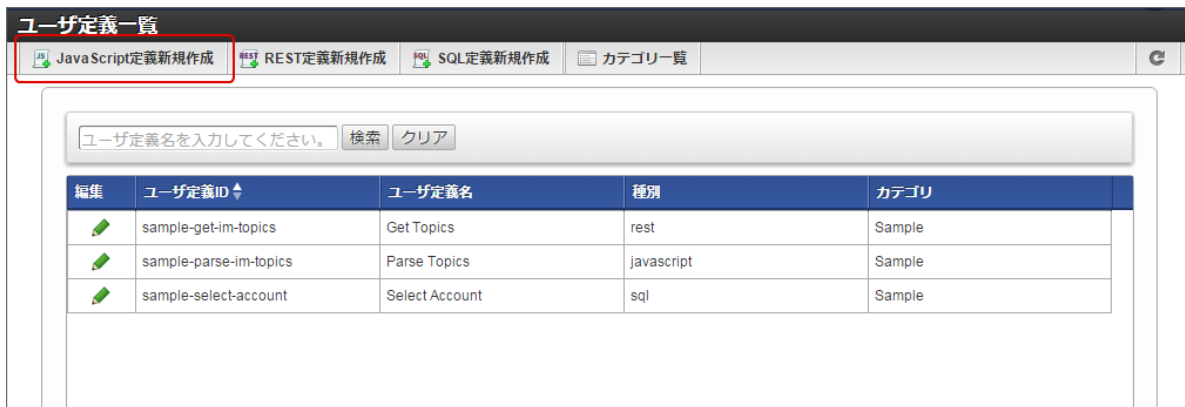 ユーザ定義一覧
JS JavaScript定義新規作成 REST REST定義新規作成 SQL SQL定義新規作成 カテゴリ一覧
ユーザ定義名を入力してください。 検索 クリア
編集 ユーザ定義ID ユーザ定義名 種別 カテゴリ
sample-get-im-topics Get Topics rest Sample
sample-parse-im-topics Parse Topics javascript Sample
sample-select-account Select Account sql Sample